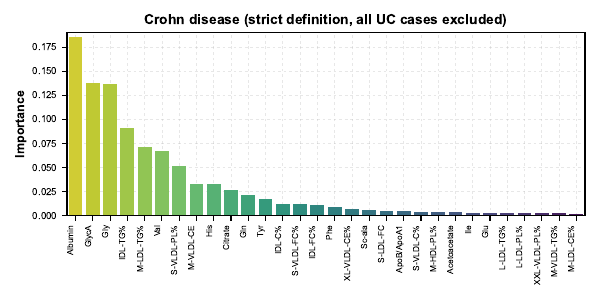 Crohn disease (strict definition, all UC cases excluded)
Importance
0.175
0.150
0.125
0.100
0.075
0.050
0.025
0.000
Albumin
GlycA
Gly
IDL-TG%
M-LDL-TG%
Val
S-VLDL-PL%
M-VLDL-CE
His
Citrate
Gln
Tyr
IDL-C%
S-VLDL-FC%
IDL-FC%
Phe
XL-VLDL-CE%
S-LDL-FC
ApoB/ApoA1
S-VLDL-C%
M-HDL-PL%
Acetoacetate
Ile
Glu
L-LDL-TG%
L-LDL-PL%
XXL-VLDL-PL%
M-VLDL-TG%
M-LDL-CE%